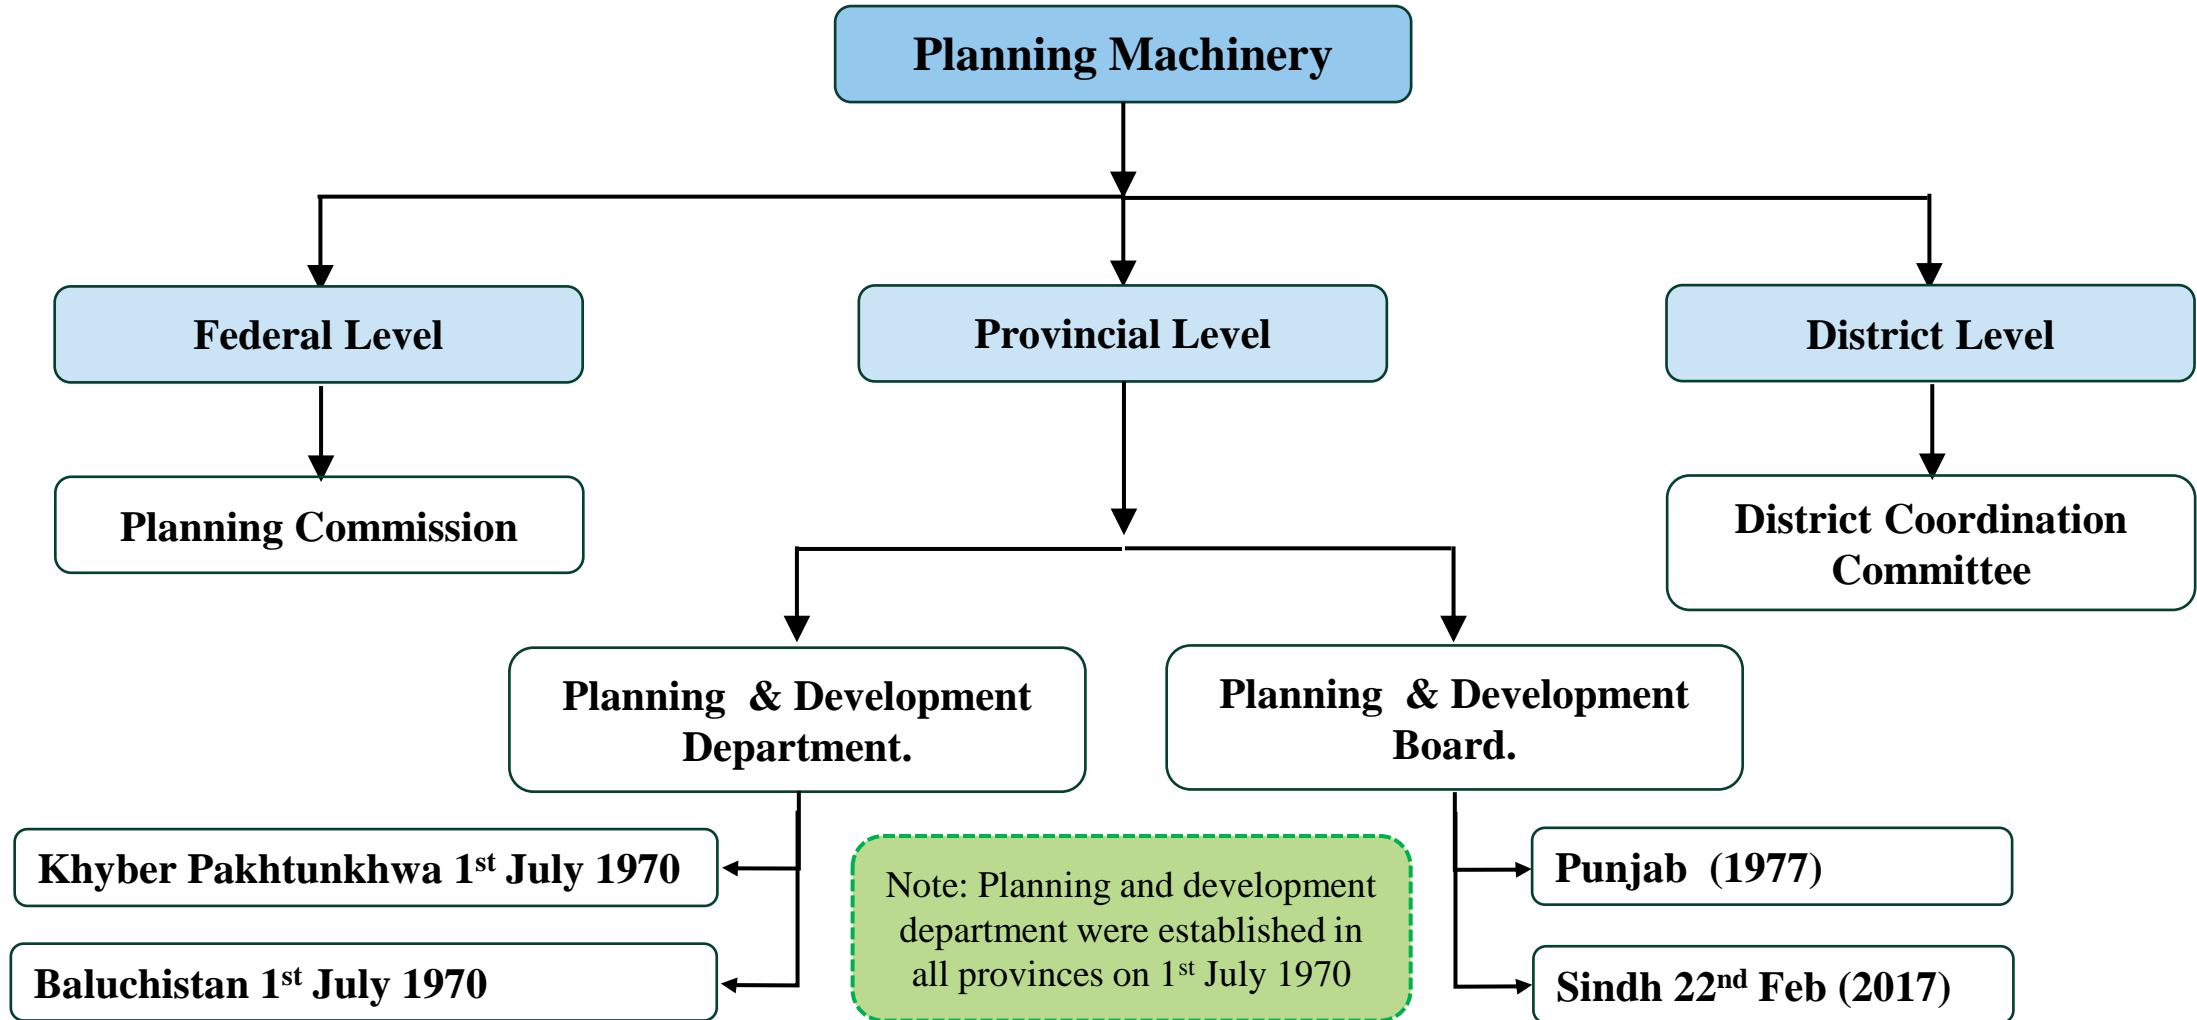 Planning Machinery
Federal Level
Provincial Level
District Level
Planning Commission
District Coordination
Committee
Planning & Development
Department.
Planning & Development
Board.
Khyber Pakhtunkhwa 1st July 1970
Baluchistan 1st July 1970
Note: Planning and development
department were established in
all provinces on 1st July 1970
Punjab (1977)
Sindh 22nd Feb (2017)